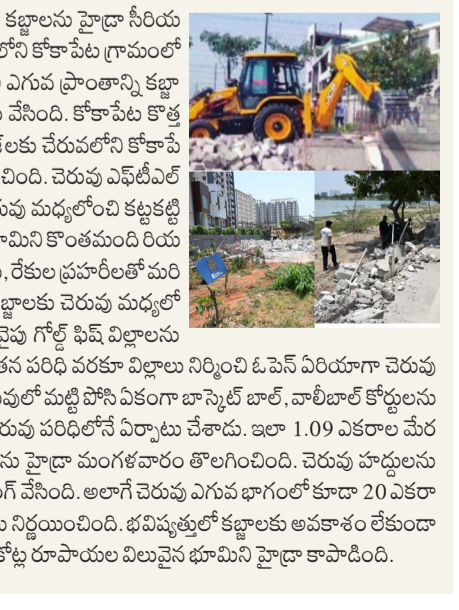 కబ్జాలను హైడ్రా సీరియ
లోని కోకాపేట గ్రామంలో
ఎగువ ప్రాంతాన్ని కబ్జా
వేసింది. కోకాపేట కొత్త
లకు చేరువలోని కోకాపే
చింది. చెరువు ఎఫ్‌టీఎల్
రువు మధ్యలోంచి కట్టకట్టి
కొంతమంది రియ
రేకుల ప్రహరీలతో మరి
బ్జాలకు చెరువు మధ్యలో
వైపు గోల్డ్ ఫిష్ విల్లాలను
తన పరిధి వరకూ విల్లాలు నిర్మించి ఓపెన్ ఏరియాగా చెరువు
వులో మట్టి పోసి ఏకంగా బాస్కెట్ బాల్, వాలీబాల్ కోర్టులను
రువు పరిధిలోనే ఏర్పాటు చేశాడు. ఇలా 1.09 ఎకరాల మేర
ను హైడ్రా మంగళవారం తొలగించింది. చెరువు హద్దులను
గ్ వేసింది. అలాగే చెరువు ఎగువ భాగంలో కూడా 20 ఎకరా
నిర్ణయించింది. భవిష్యత్తులో కబ్జాలకు అవకాశం లేకుండా
కోట్ల రూపాయల విలువైన భూమిని హైడ్రా కాపాడింది.